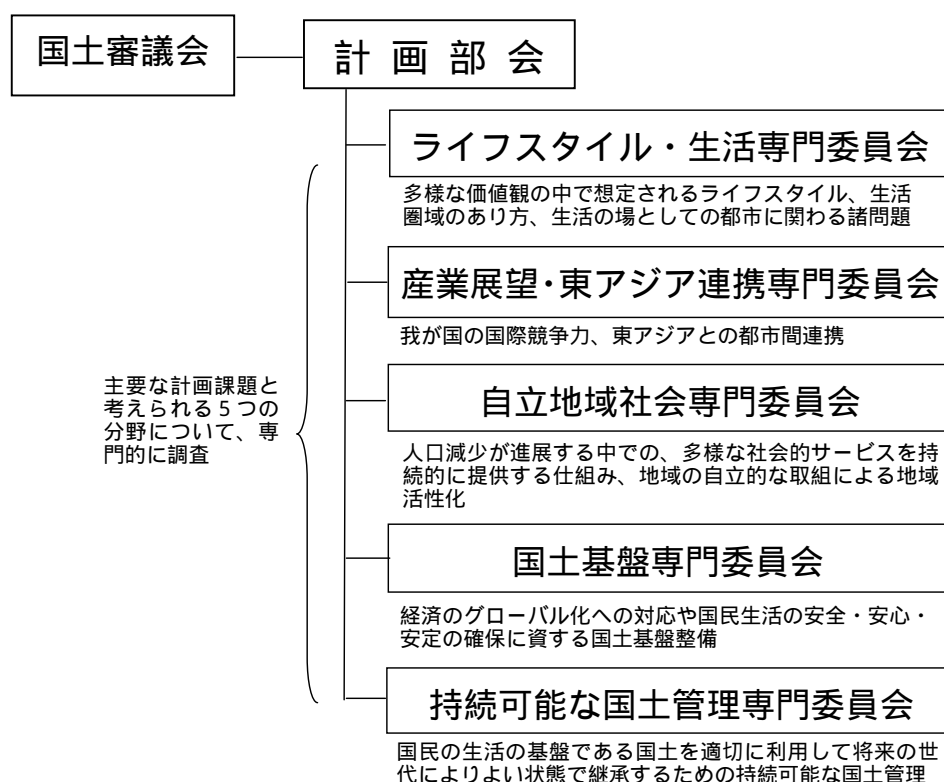 国土審議会
計画部会
ライフスタイル・生活専門委員会
多様な価値観の中で想定されるライフスタイル、生活
圏域のあり方、生活の場としての都市に関わる諸問題
産業展望・東アジア連携専門委員会
我が国の国際競争力、東アジアとの都市間連携
主要な計画課題と
考えられる5つの
分野について、専
門的に調査
自立地域社会専門委員会
人口減少が進展する中での、多様な社会的サービスを持
続的に提供する仕組み、地域の自立的な取組による地域
活性化
国土基盤専門委員会
経済のグローバル化への対応や国民生活の安全・安心・
安定の確保に資する国土基盤整備
持続可能な国土管理専門委員会
国民の生活の基盤である国土を適切に利用して将来の世
代によりよい状態で継承するための持続可能な国土管理